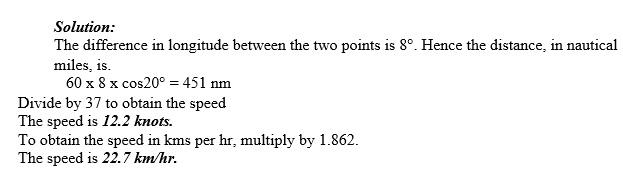 Solution:
The difference in longitude between the two points is 8°. Hence the distance, in nautical
miles, is.
60 x 8 x cos20° = 451 nm
Divide by 37 to obtain the speed
The speed is 12.2 knots.
To obtain the speed in kms per hr, multiply by 1.862.
The speed is 22.7 km/hr.